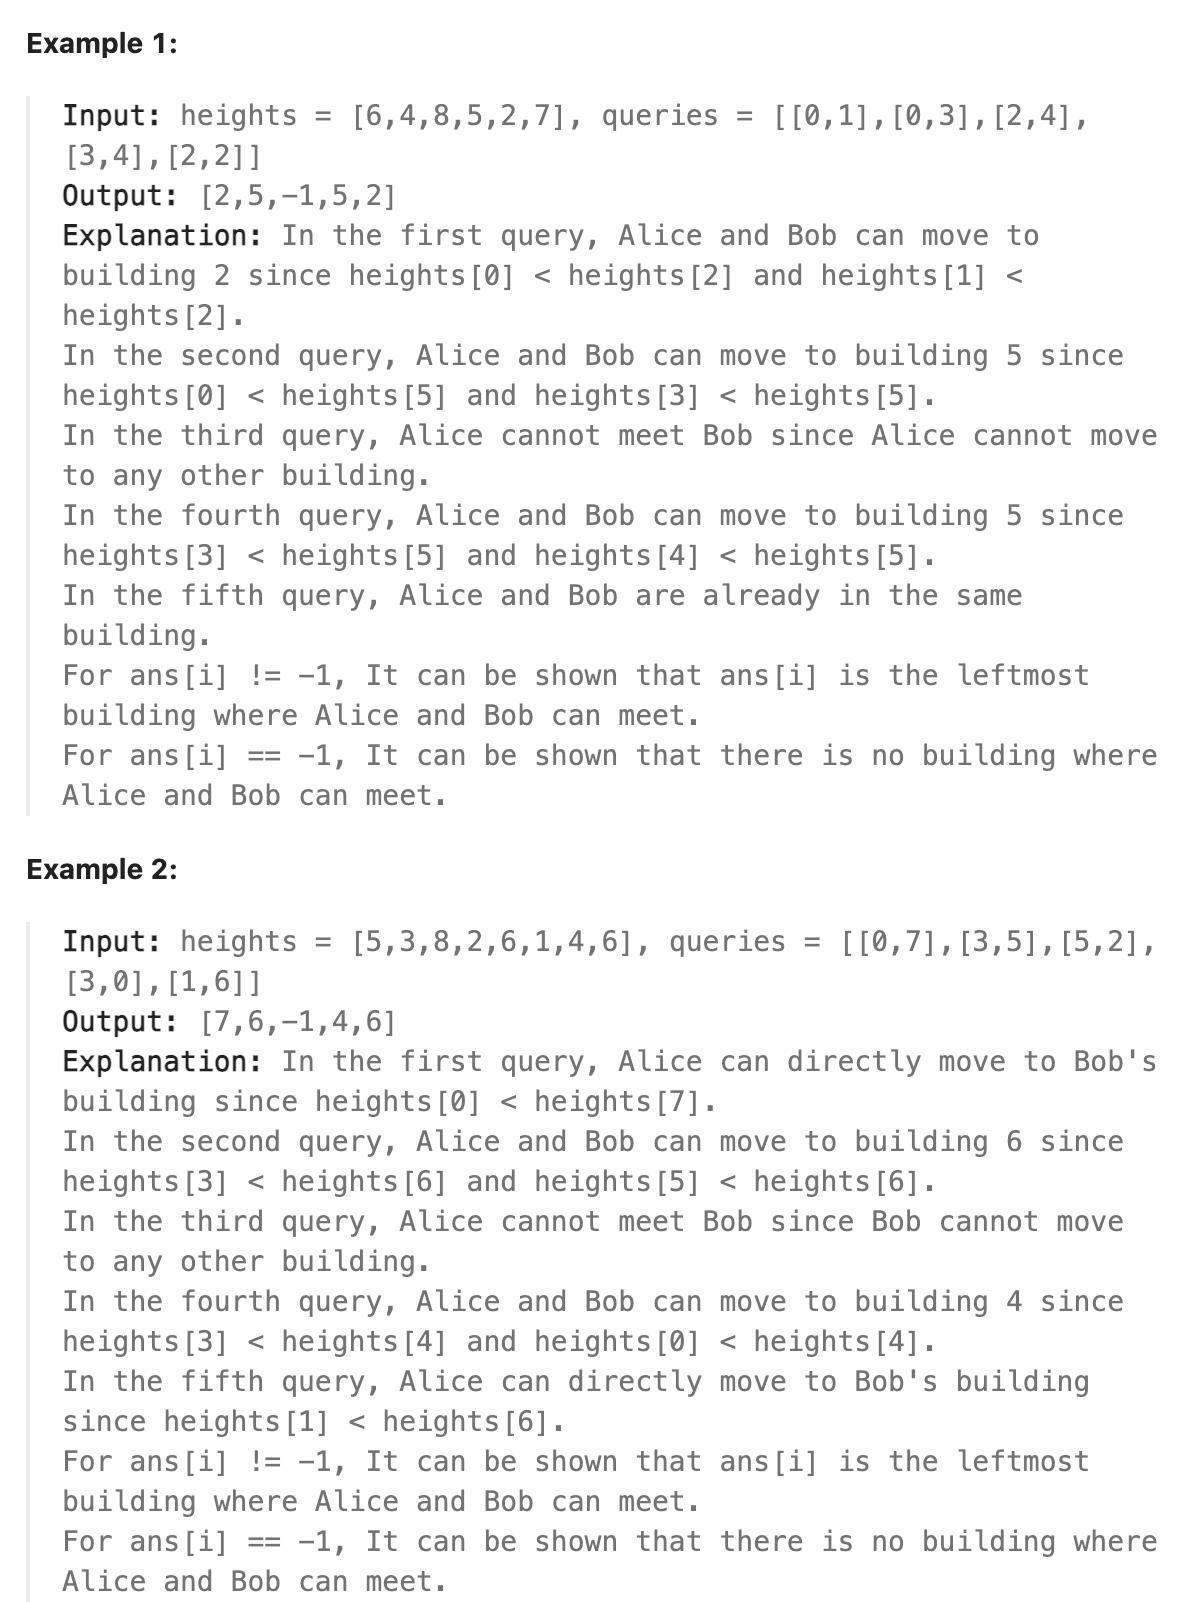 Example 1:
Input: heights = [6,4,8,5,2,7], queries = [[0,1],[0,3],[2,4],
[3,4],[2,2]]
Output: [2,5,-1,5,2]
Explanation: In the first query, Alice and Bob can move to
building 2 since heights[0] < heights[2] and heights[1] <
heights[2].
In the second query, Alice and Bob can move to building 5 since
heights[0] < heights[5] and heights[3] < heights[5].
In the third query, Alice cannot meet Bob since Alice cannot move
to any other building.
In the fourth query, Alice and Bob can move to building 5 since
heights[3] < heights[5] and heights[4] < heights[5].
In the fifth query, Alice and Bob are already in the same
building.
For ans[i] != -1, It can be shown that ans[i] is the leftmost
building where Alice and Bob can meet.
For ans[i] == -1, It can be shown that there is no building where
Alice and Bob can meet.
Example 2:
Input: heights = [5,3,8,2,6,1,4,6], queries = [[0,7],[3,5],[5,2],
[3,0],[1,6]]
Output: [7,6,-1,4,6]
Explanation: In the first query, Alice can directly move to Bob's
building since heights[0] < heights[7].
In the second query, Alice and Bob can move to building 6 since
heights[3] < heights[6] and heights[5] < heights[6].
In the third query, Alice cannot meet Bob since Bob cannot move
to any other building.
In the fourth query, Alice and Bob can move to building 4 since
heights[3] < heights[4] and heights[0] < heights[4].
In the fifth query, Alice can directly move to Bob's building
since heights[1] < heights[6].
For ans[i] != -1, It can be shown that ans[i] is the leftmost
building where Alice and Bob can meet.
For ans[i] == -1, It can be shown that there is no building where
Alice and Bob can meet.